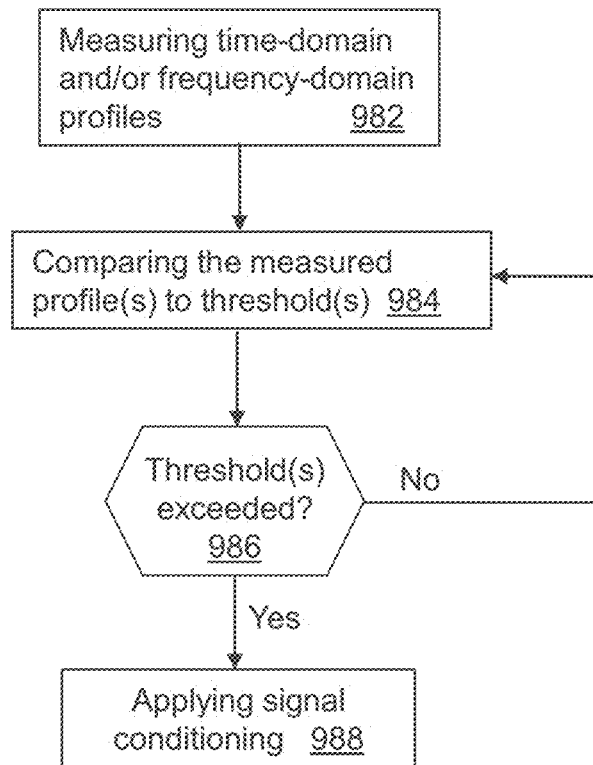 Measuring time-domain
and/or frequency-domain
profiles 982
Comparing the measured
profile(s) to threshold(s) 984
Threshold(s)
exceeded?
986
No
Yes
Applying signal
conditioning 988